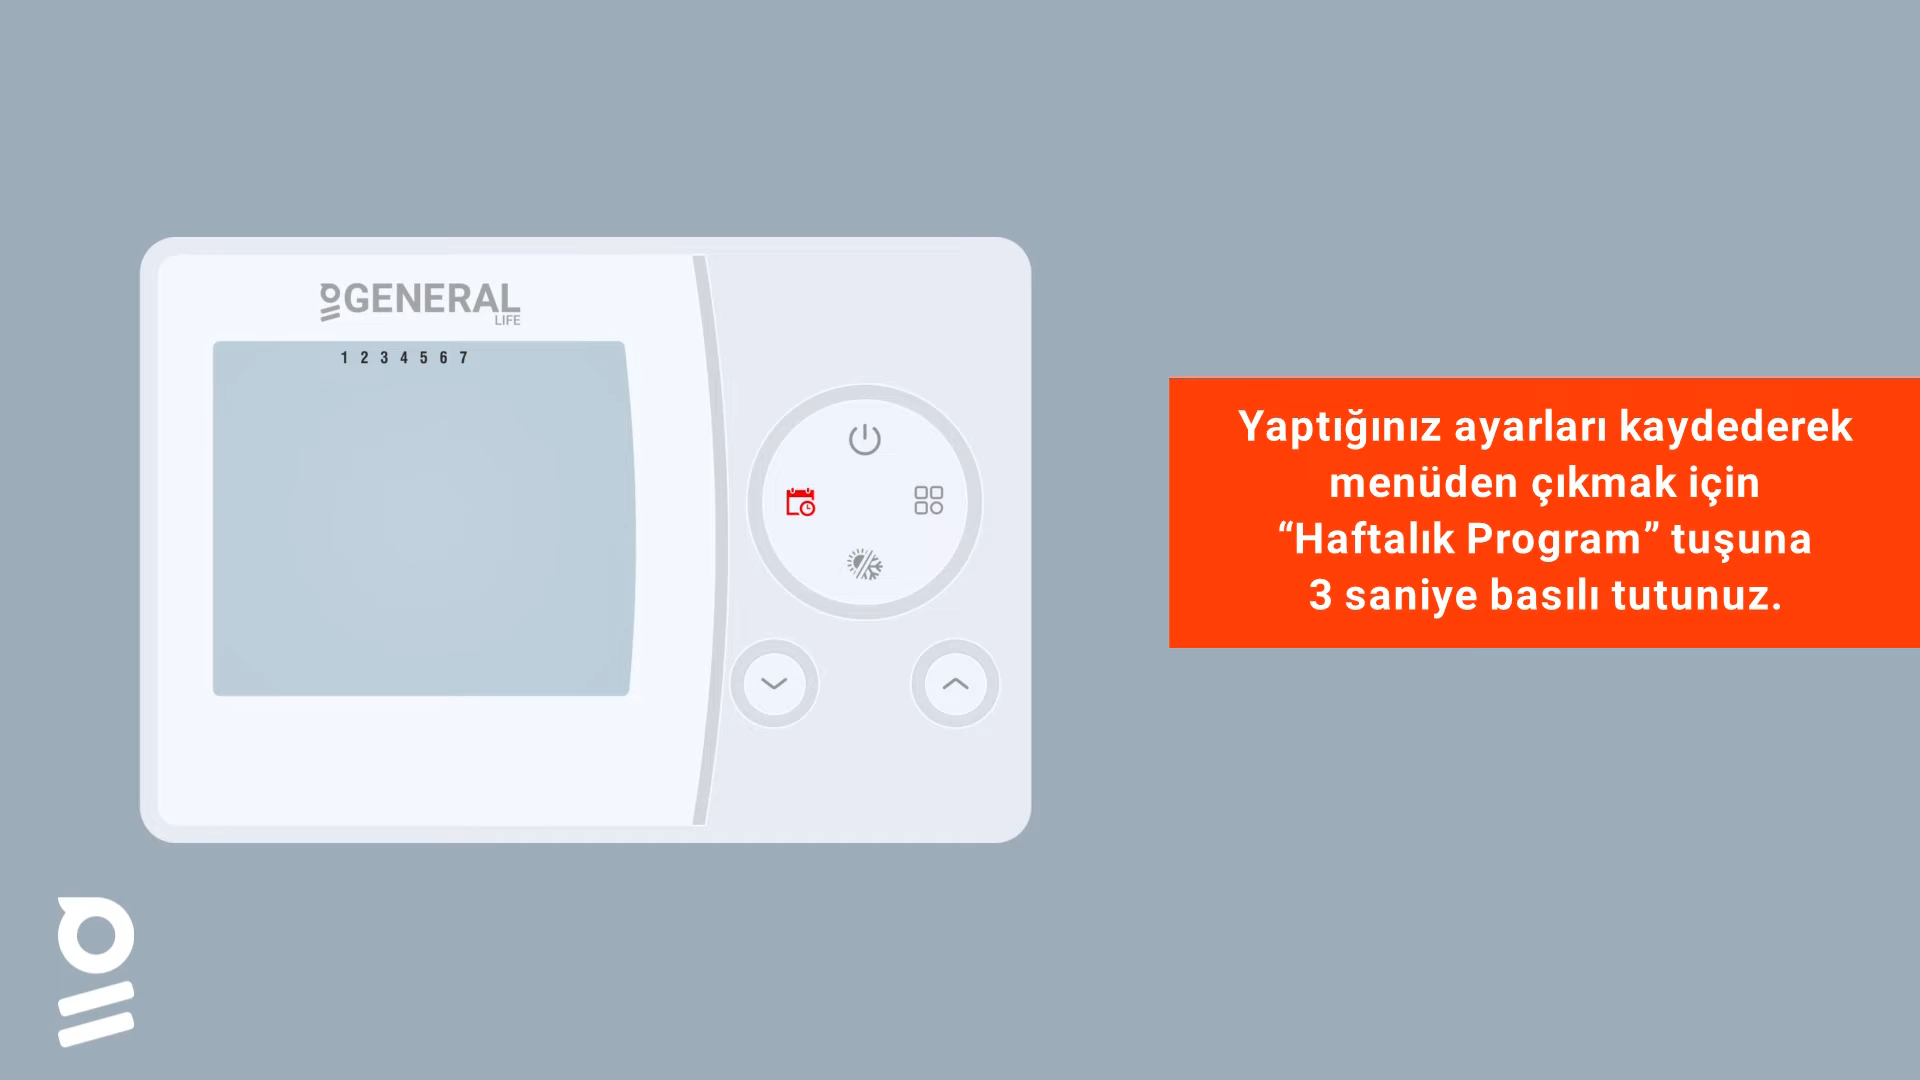 GENERAL
LIFE
1 2 3 4 5 6 7
Yaptığınız ayarları kaydederek
menüden çıkmak için
“Haftalık Program” tuşuna
3 saniye basılı tutunuz.